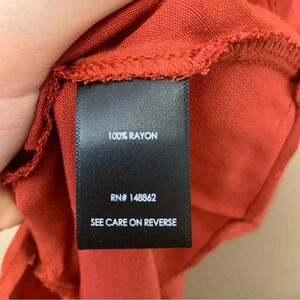 100% RAYON
RN# 148862
SEE CARE ON REVERSE